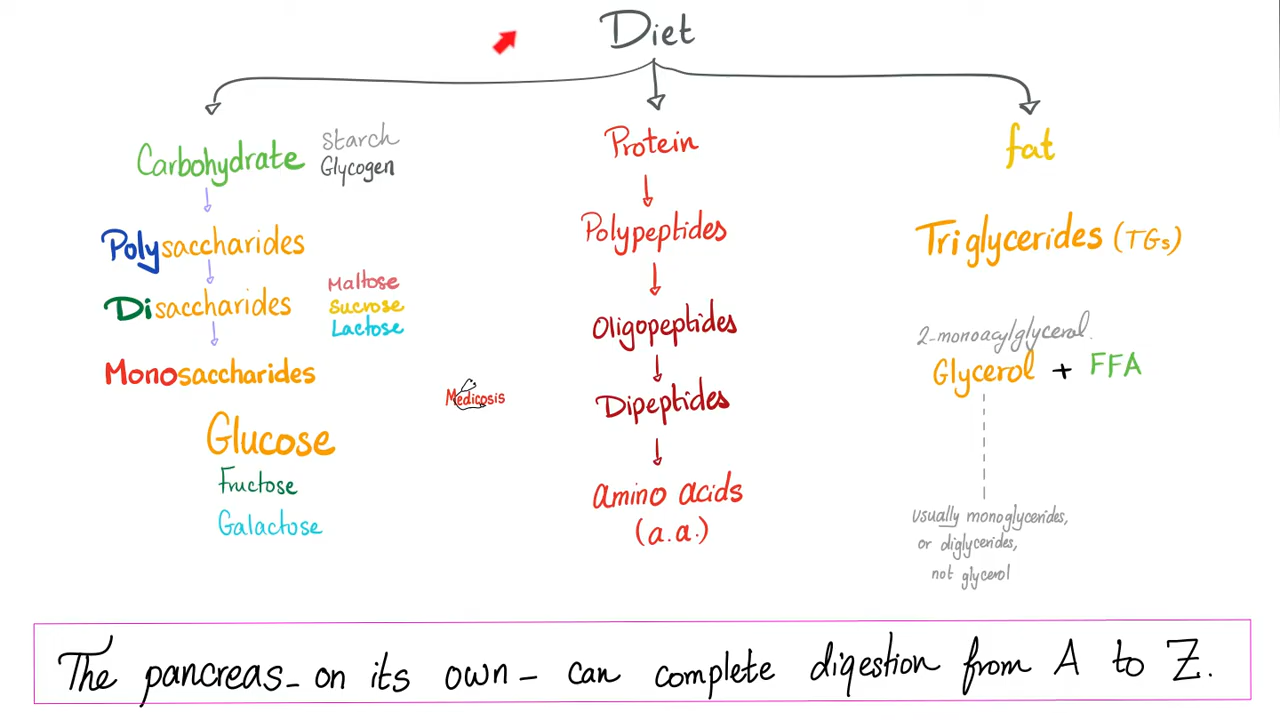 Diet
Carbohydrate
Starch
Glycogen
Polysaccharides
Disaccharides
Maltose
Sucrose
Lactose
Monosaccharides
Glucose
Fructose
Galactose
Medicosis
Protein
Polypeptides
Oligopeptides
Dipeptides
Amino acids
(a.a.)
fat
Triglycerides (TGs)
2-monoacylglycerol.
Glycerol + FFA
usually monoglycerides,
or diglycerides,
not glycerol
The pancreas - on its own - can complete digestion from A to Z.